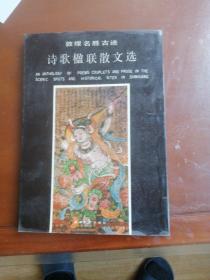 敦煌名胜古迹
诗歌楹联散文选
AN ANTHOLOGY OF POEMS COUPLETS AND PROSE IN THE
SCENIC SPOTS AND HISTORICAL SITES IN DUNHUANG